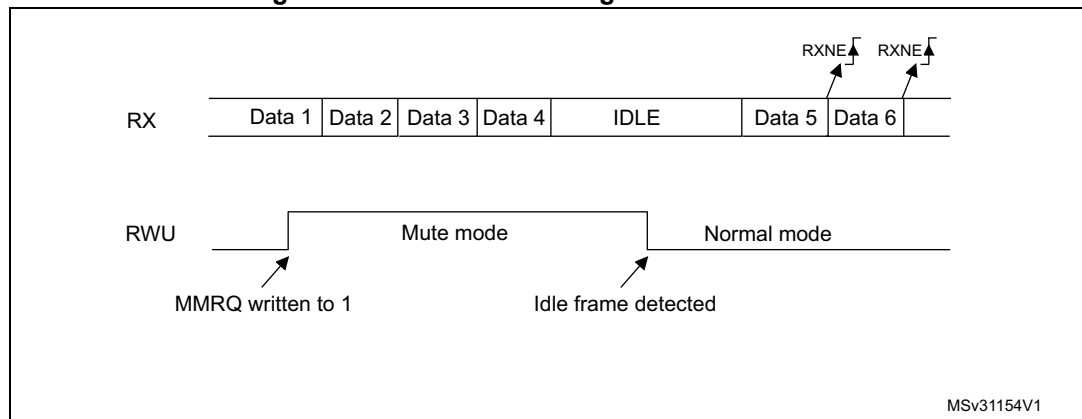 RXNE RXNE
RX Data 1 Data 2 Data 3 Data 4 IDLE Data 5 Data 6
RWU Mute mode Normal mode
MMRQ written to 1 Idle frame detected
MSv31154V1